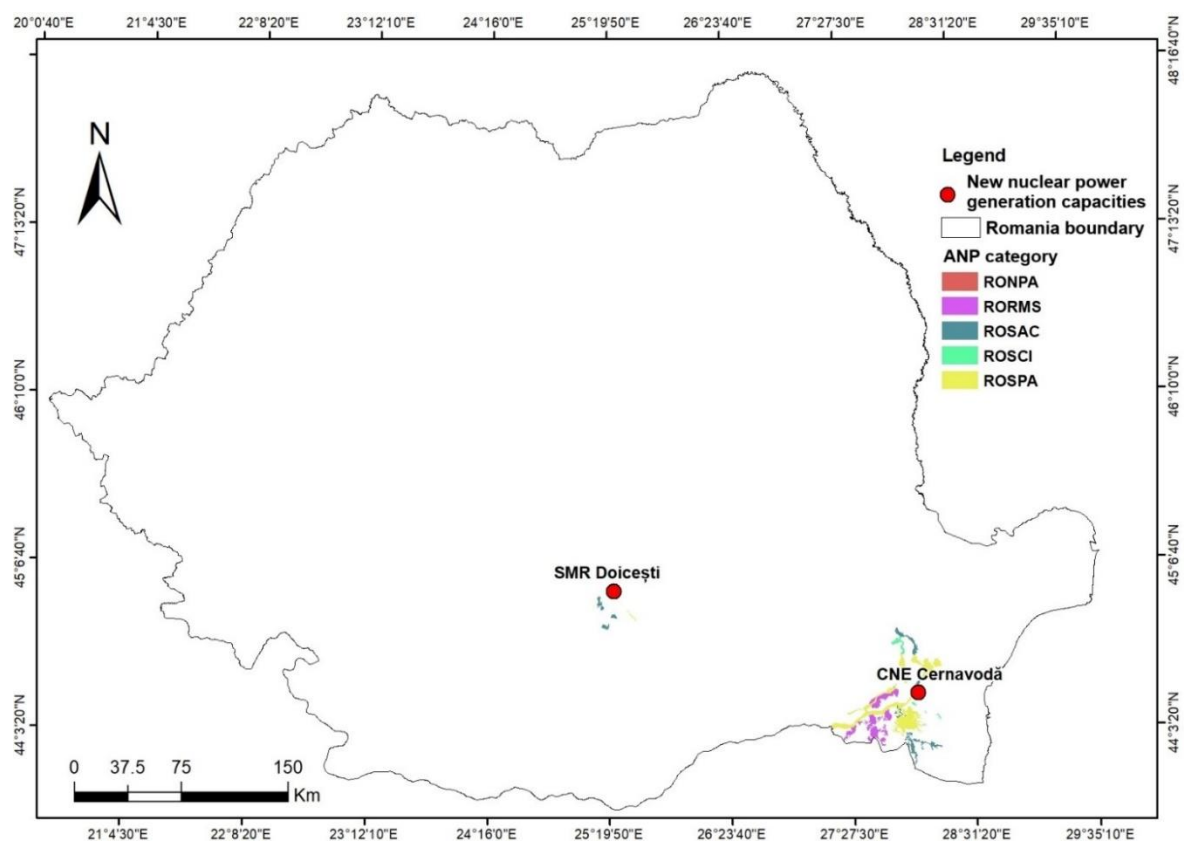 20°0'40"E 21°4'30"E 22°8'20"E 23°12'10"E 24°16'0"E 25°19'50"E 26°23'40"E 27°27'30"E 28°31'20"E 29°35'10"E
48°16'40"N
N
Legend
New nuclear power
generation capacities
Romania boundary
ANP category
RONPA
RORMS
ROSAC
ROSCI
ROSPA
47°13'20"N 47°13'20"N
46°10'0"N 46°10'0"N
45°6'40"N 45°6'40"N
SMR Doicești
CNE Cernavodă
44°3'20"N 44°3'20"N
0 37.5 75 150
Km
21°4'30"E 22°8'20"E 23°12'10"E 24°16'0"E 25°19'50"E 26°23'40"E 27°27'30"E 28°31'20"E 29°35'10"E